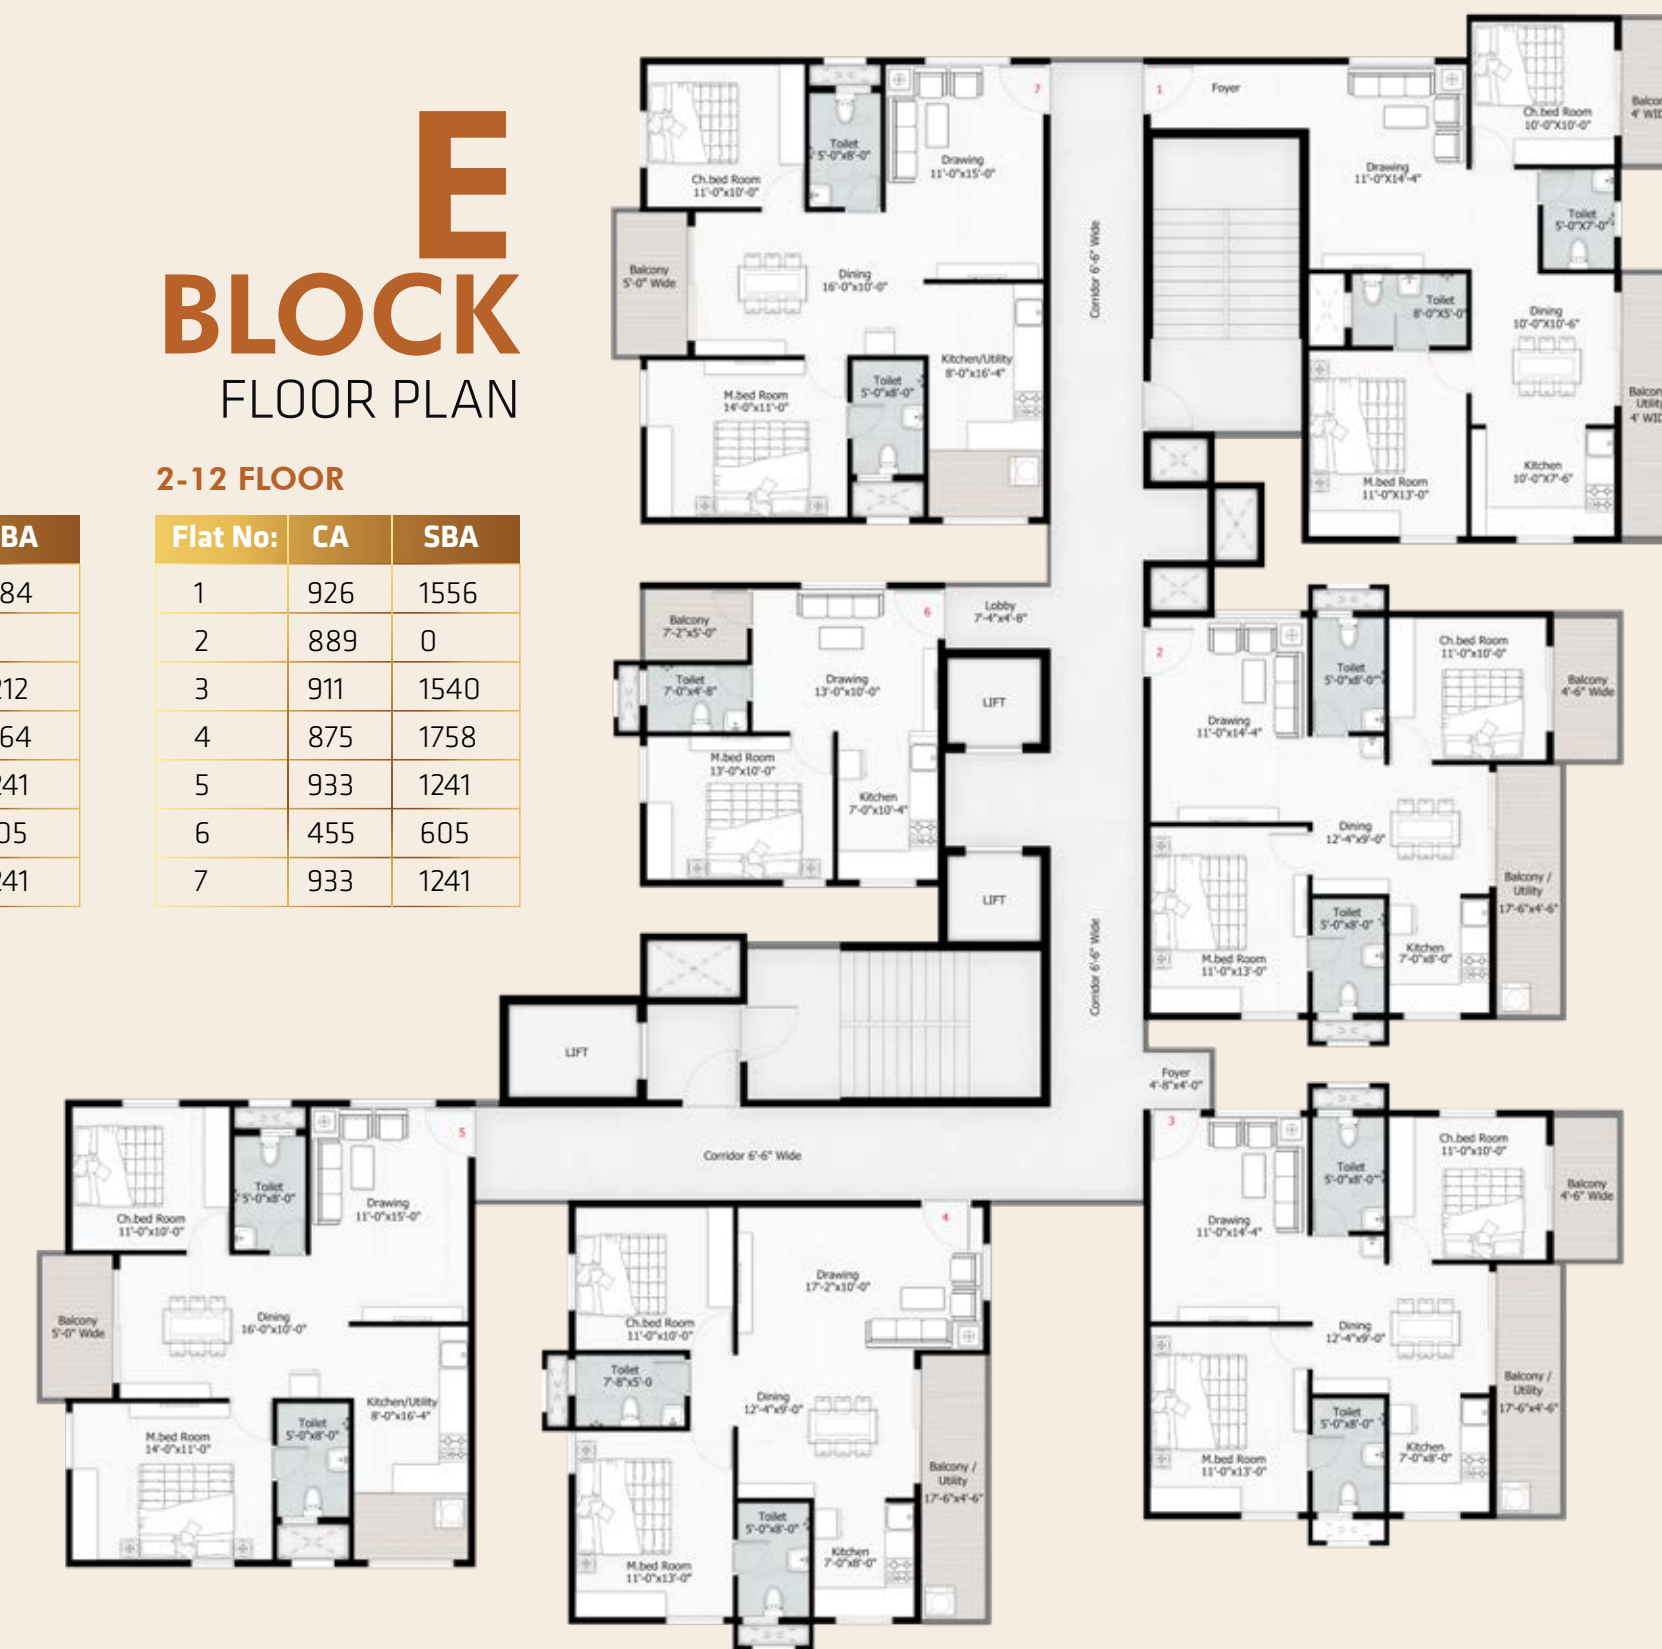 E
BLOCK
FLOOR PLAN
2-12 FLOOR
BA
84
212
64
241
05
241
Flat No: CA SBA
1 926 1556
2 889 0
3 911 1540
4 875 1758
5 933 1241
6 455 605
7 933 1241
Ch.bed Room
11'-0"x10'-0"
Toilet
5'-0"x8'-0"
Drawing
11'-0"x15'-0"
7
Balcony
5'-0" Wide
Dining
16'-0"x10'-0"
Kitchen/Utility
8'-0"x16'-4"
M.bed Room
14'-0"x11'-0"
Toilet
5'-0"x8'-0"
Corridor 6'-6" Wide
1
Foyer
Drawing
11'-0"X14'-4"
Ch.bed Room
10'-0"X10'-0"
Toilet
5'-0"X7'-0"
Toilet
8'-0"X5'-0"
Dining
10'-0"X10'-6"
M.bed Room
11'-0"X13'-0"
Kitchen
10'-0"X7'-6"
Balcony
7'-2"x5'-0"
6
Lobby
7'-4"x4'-8"
Toilet
7'-0"x4'-8"
Drawing
13'-0"x10'-0"
M.bed Room
13'-0"x10'-0"
Kitchen
7'-0"x10'-4"
LIFT
LIFT
LIFT
Corridor 6'-6" Wide
2
Drawing
11'-0"x14'-4"
Toilet
5'-0"x8'-0"
Ch.bed Room
11'-0"x10'-0"
Balcony
4'-6" Wide
Dining
12'-4"x9'-0"
Balcony /
Utility
17'-6"x4'-6"
M.bed Room
11'-0"x13'-0"
Toilet
5'-0"x8'-0"
Kitchen
7'-0"x8'-0"
Foyer
4'-8"x4'-0"
3
Drawing
11'-0"x14'-4"
Toilet
5'-0"x8'-0"
Ch.bed Room
11'-0"x10'-0"
Balcony
4'-6" Wide
Dining
12'-4"x9'-0"
Balcony /
Utility
17'-6"x4'-6"
M.bed Room
11'-0"x13'-0"
Toilet
5'-0"x8'-0"
Kitchen
7'-0"x8'-0"
Corridor 6'-6" Wide
5
Ch.bed Room
11'-0"x10'-0"
Toilet
5'-0"x8'-0"
Drawing
11'-0"x15'-0"
Balcony
5'-0" Wide
Dining
16'-0"x10'-0"
Kitchen/Utility
8'-0"x16'-4"
M.bed Room
14'-0"x11'-0"
Toilet
5'-0"x8'-0"
4
Drawing
17'-2"x10'-0"
Ch.bed Room
11'-0"x10'-0"
Toilet
7'-8"x5'-0
Dining
12'-4"x9'-0"
Balcony /
Utility
17'-6"x4'-6"
M.bed Room
11'-0"x13'-0"
Toilet
5'-0"x8'-0"
Kitchen
7'-0"x8'-0"